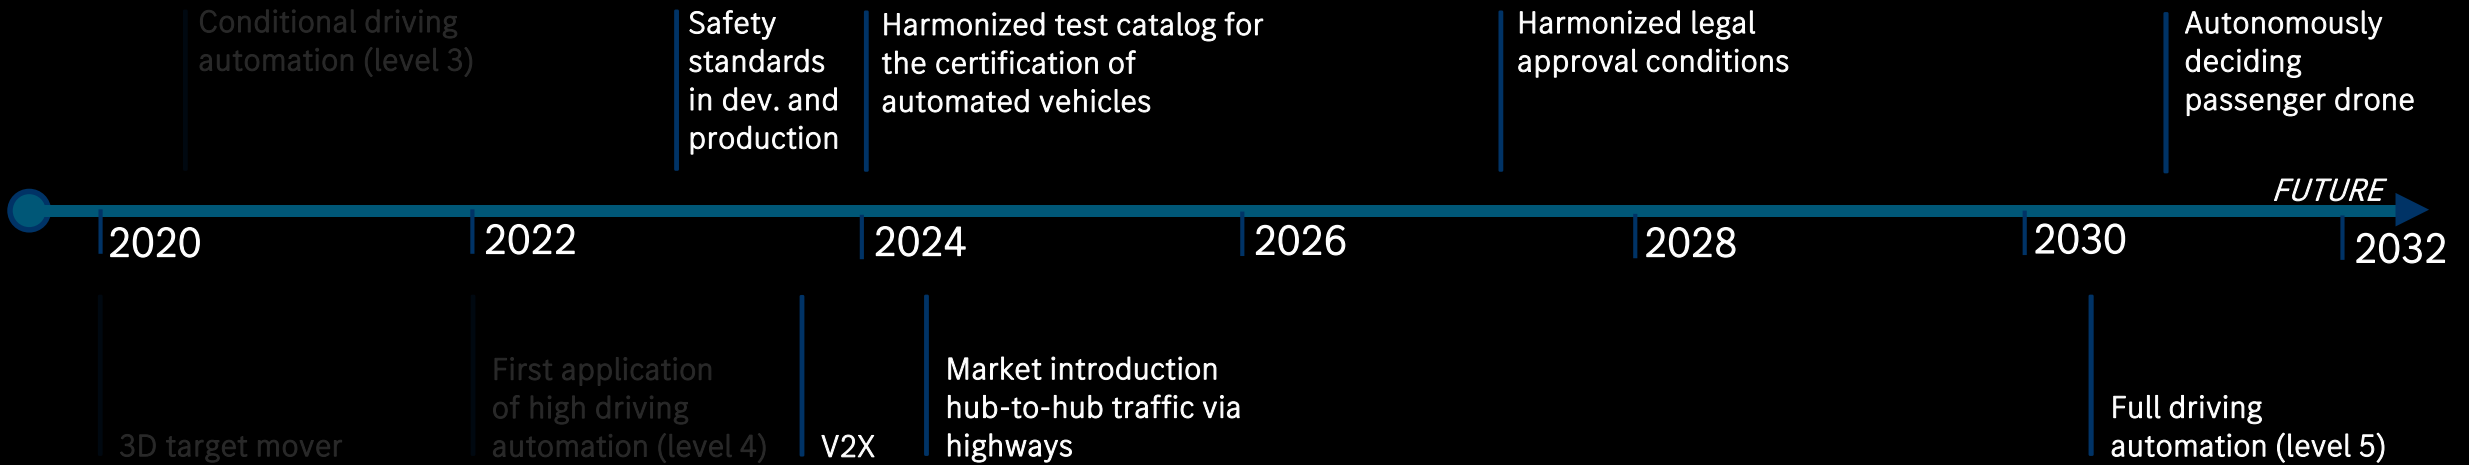 Conditional driving
automation (level 3)
Safety
standards
in dev. and
production
Harmonized test catalog for
the certification of
automated vehicles
Harmonized legal
approval conditions
Autonomously
deciding
passenger drone
FUTURE
2020
2022
2024
2026
2028
2030
2032
3D target mover
First application
of high driving
automation (level 4)
V2X
Market introduction
hub-to-hub traffic via
highways
Full driving
automation (level 5)